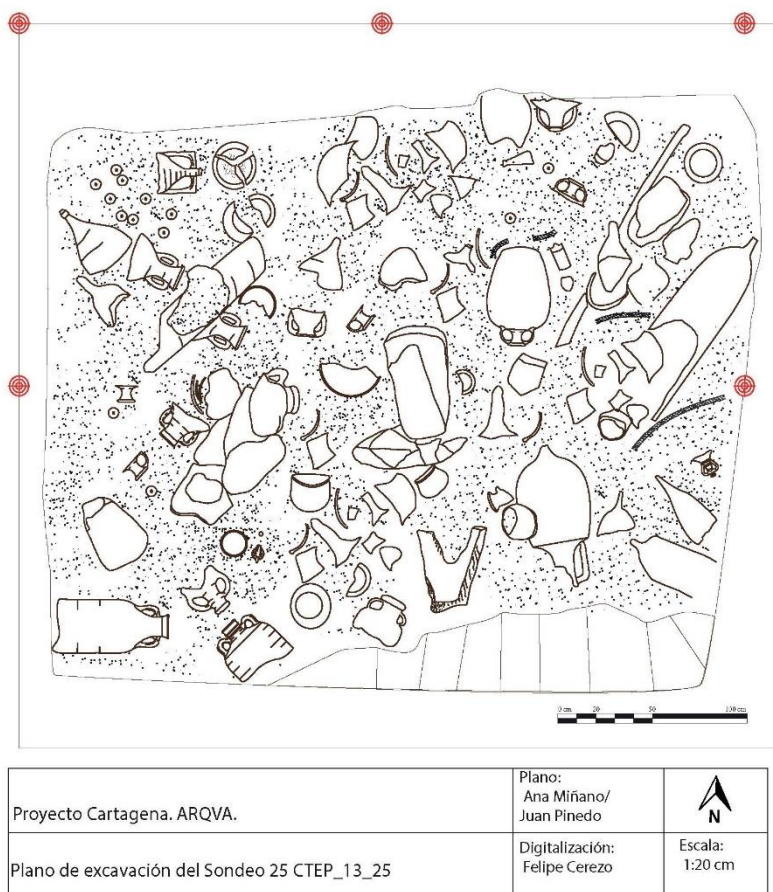 0 cm 20 50 100 cm
Proyecto Cartagena. ARQVA.
Plano de excavación del Sondeo 25 CTEP_13_25
Plano:
Ana Miñano/
Juan Pinedo
Digitalización:
Felipe Cerezo
N
Escala:
1:20 cm